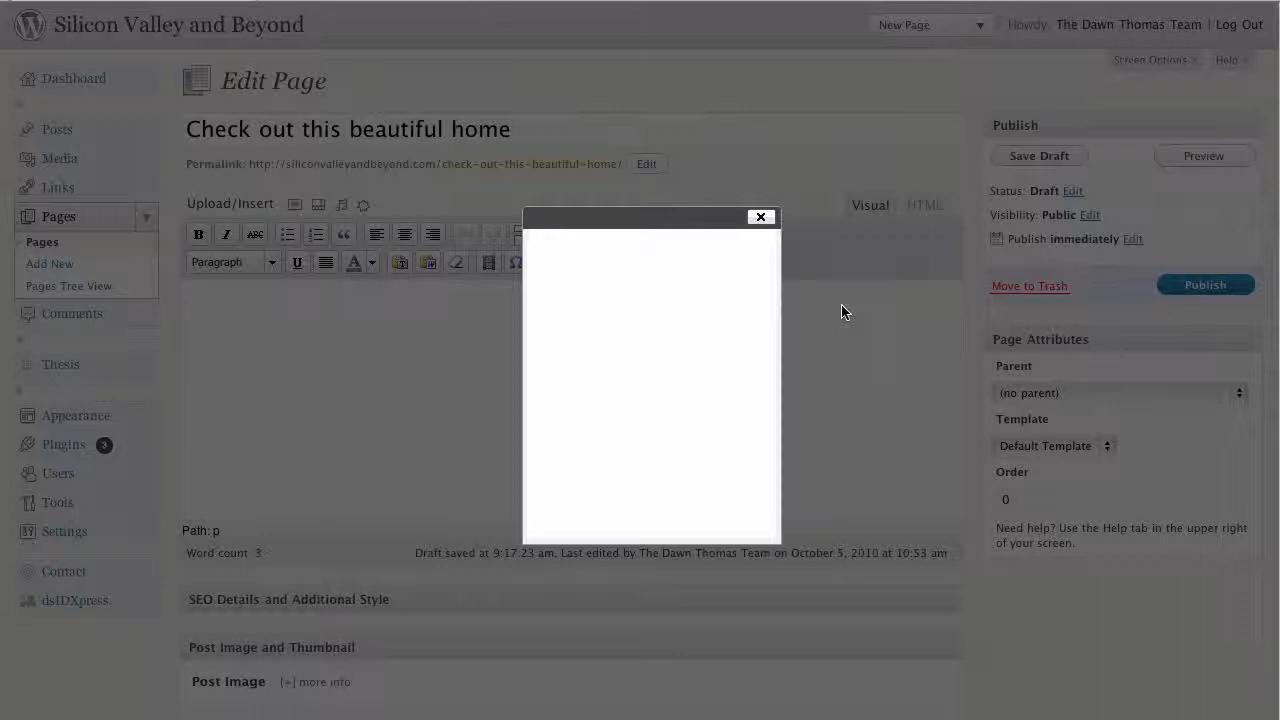 Silicon Valley and Beyond
New Page
Howdy, The Dawn Thomas Team | Log Out
Screen Options
Help
Dashboard
Posts
Media
Links
Pages
Pages
Add New
Pages Tree View
Comments
Thesis
Appearance
Plugins 3
Users
Tools
Settings
Contact
dsIDXpress
Edit Page
Check out this beautiful home
Permalink: http://siliconvalleyandbeyond.com/check-out-this-beautiful-home/ Edit
Upload/Insert
Visual
HTML
B I ABC
Paragraph U A Ω
Path: p
Word count 3
Draft saved at 9:17:23 am. Last edited by The Dawn Thomas Team on October 5, 2010 at 10:53 am
SEO Details and Additional Style
Post Image and Thumbnail
Post Image [+] more info
Publish
Save Draft
Preview
Status: Draft Edit
Visibility: Public Edit
Publish immediately Edit
Move to Trash
Publish
Page Attributes
Parent
(no parent)
Template
Default Template
Order
0
Need help? Use the Help tab in the upper right
of your screen.